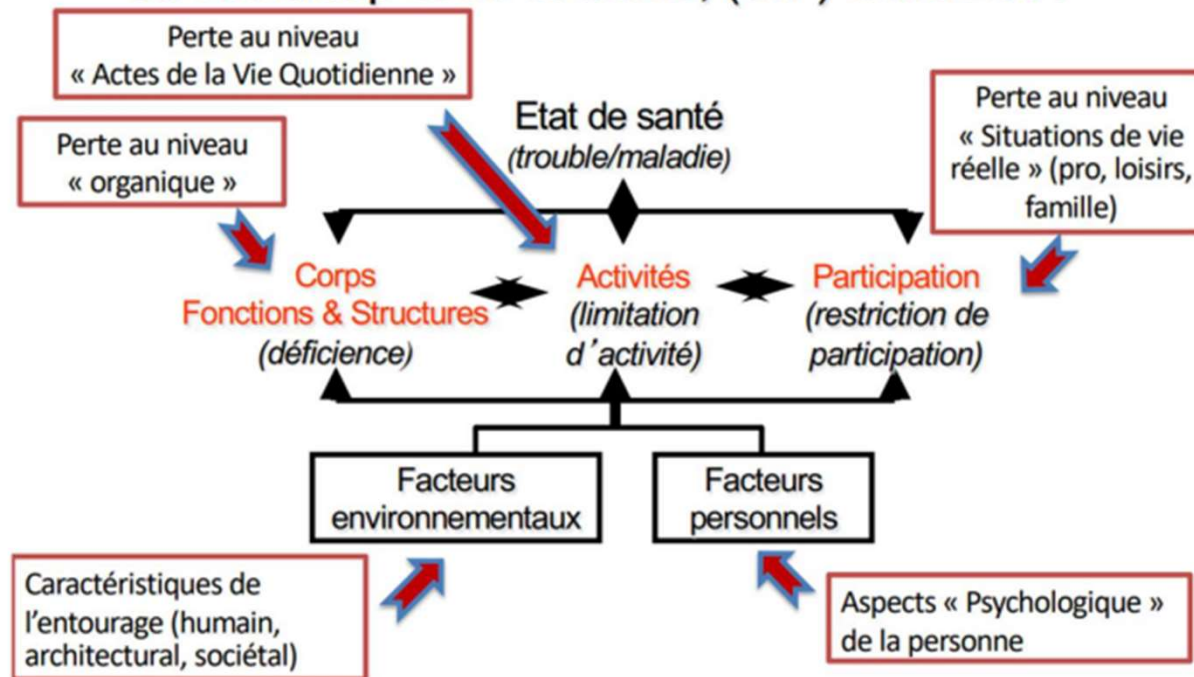 Perte au niveau
« Actes de la Vie Quotidienne »
Perte au niveau
« organique »
Etat de santé
(trouble/maladie)
Perte au niveau
« Situations de vie
réelle » (pro, loisirs,
famille)
Corps
Fonctions & Structures
(déficience)
Activités
(limitation
d'activité)
Participation
(restriction de
participation)
Facteurs
environnementaux
Facteurs
personnels
Caractéristiques de
l'entourage (humain,
architectural, sociétal)
Aspects « Psychologique »
de la personne